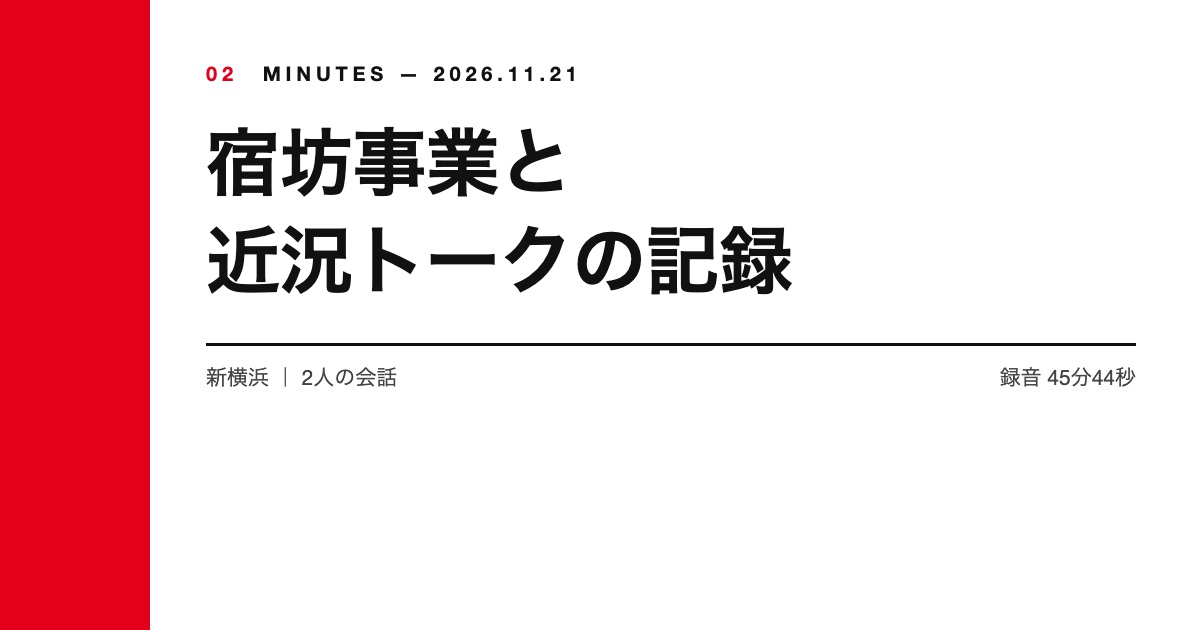 02 MINUTES — 2026.11.21
宿坊事業と
近況トークの記録
新横浜 ｜ 2人の会話
録音 45分44秒